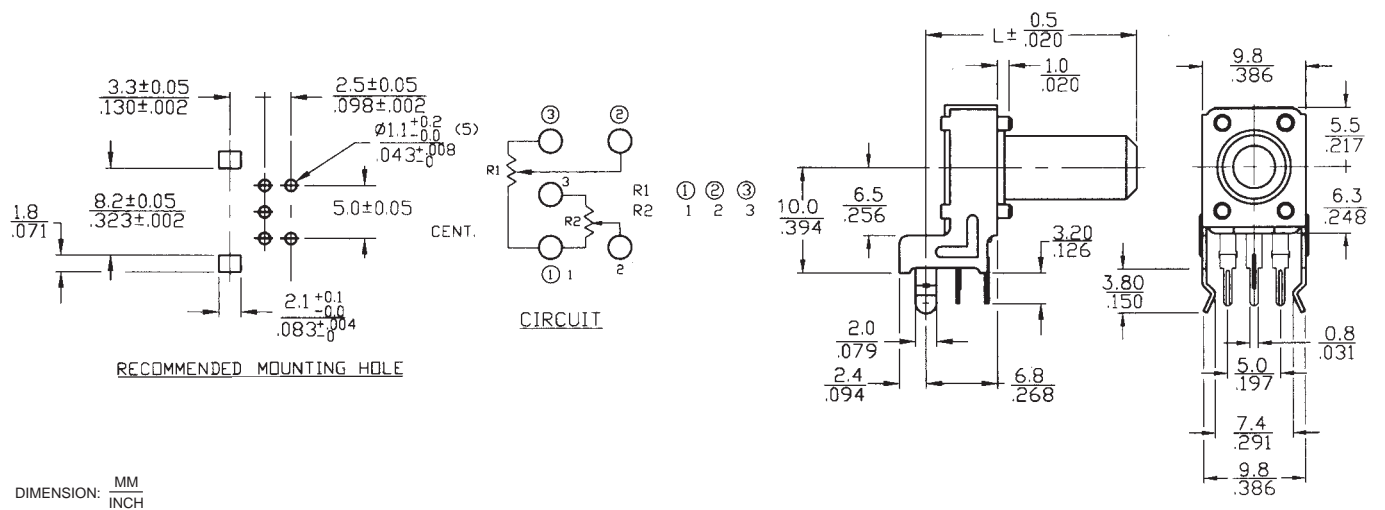 3.3±0.05
.130±.002
2.5±0.05
.098±.002
Ø1.1 +0.2 -0.0 (5)
.043 +.008 -0
8.2±0.05
.323±.002
5.0±0.05
1.8
.071
2.1 +0.1 -0.0
.083 +.004 -0
RECOMMENDED MOUNTING HOLE
③ ②
R1
3
R2
① 1 2
CIRCUIT
R1 ① ② ③
R2 1 2 3
CENT.
L± 0.5
.020
1.0
.020
10.0
.394
6.5
.256
3.20
.126
2.0
.079
2.4
.094
6.8
.268
9.8
.386
5.5
.217
6.3
.248
3.80
.150
0.8
.031
5.0
.197
7.4
.291
9.8
.386
DIMENSION: MM
INCH